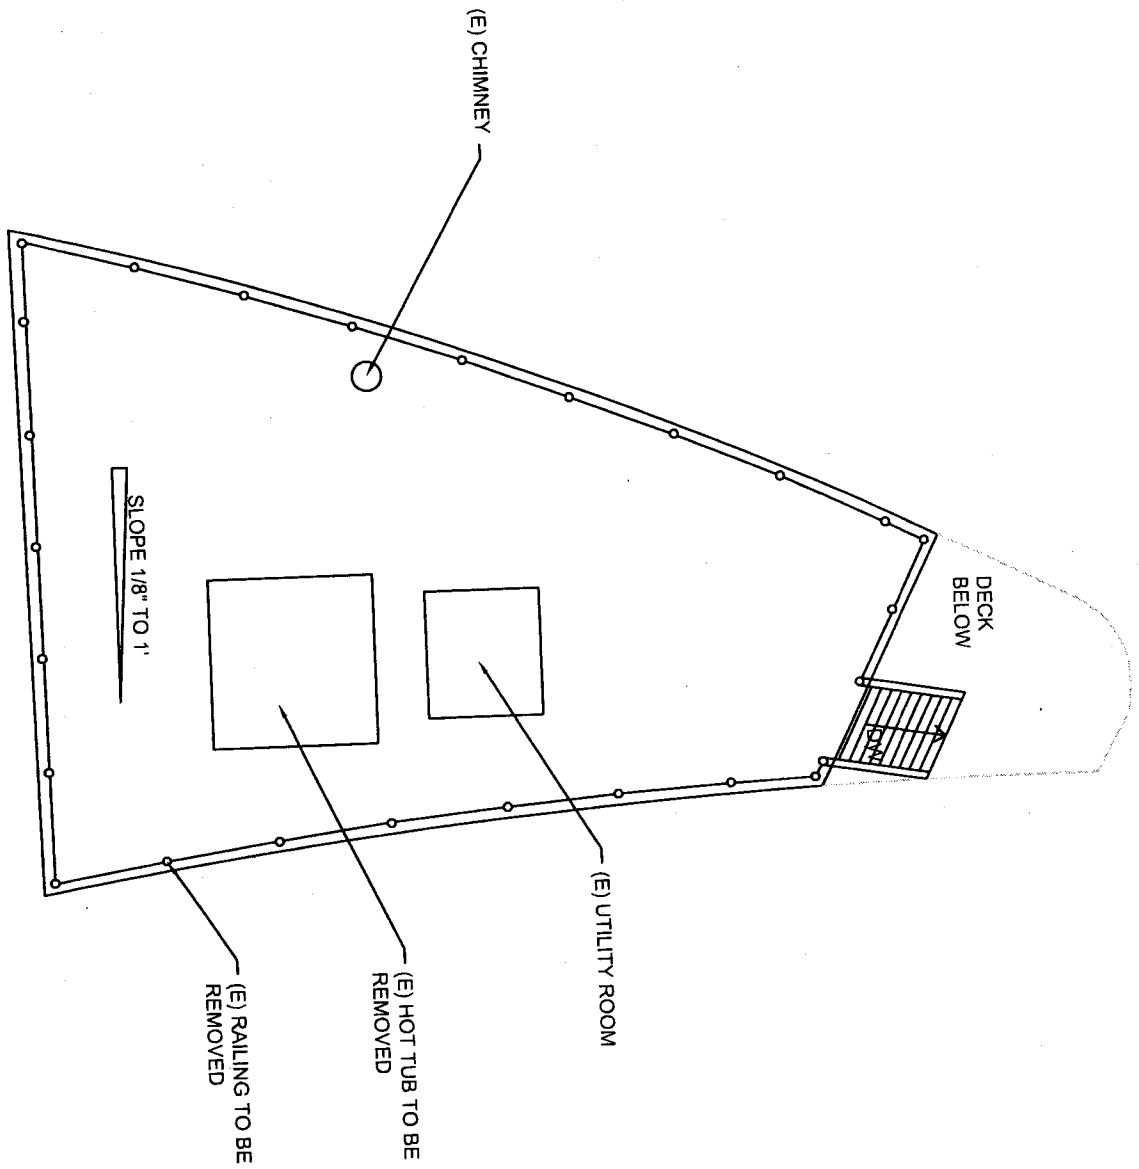 (E) CHIMNEY
DECK
BELOW
DWN
SLOPE 1/8" TO 1'
(E) UTILITY ROOM
(E) HOT TUB TO BE
REMOVED
(E) RAILING TO BE
REMOVED